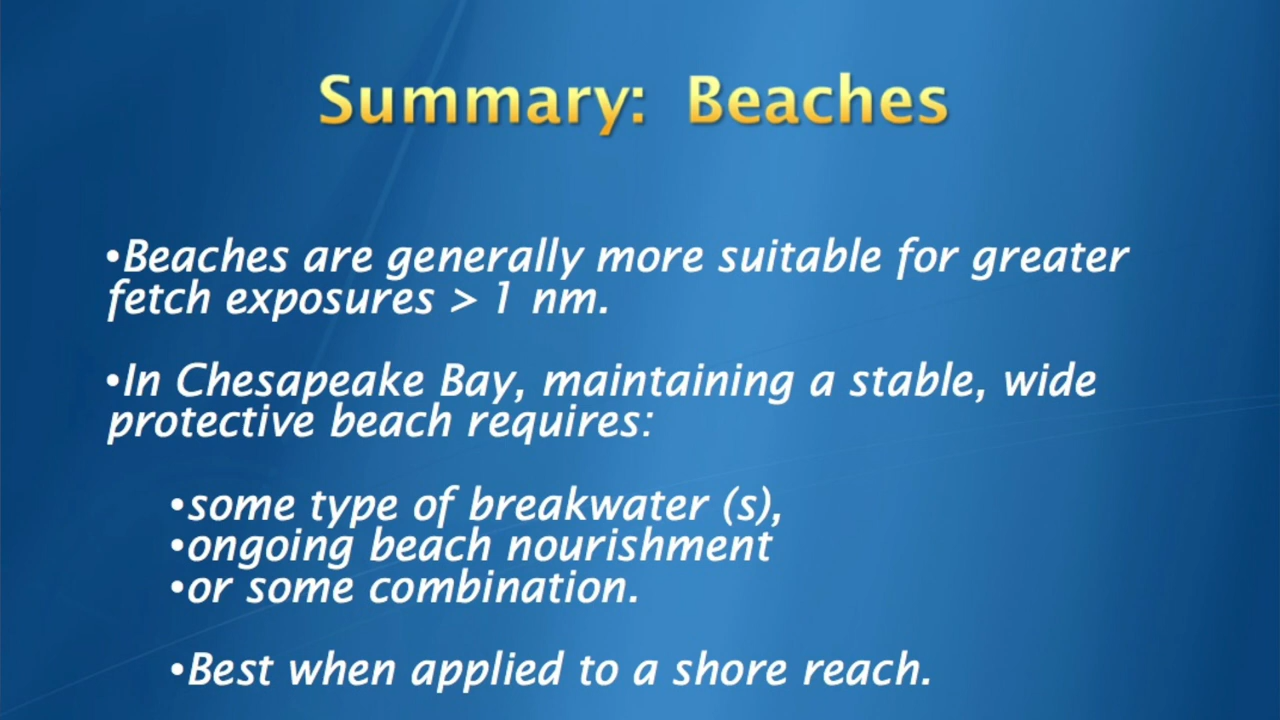 Summary:  Beaches
•Beaches are generally more suitable for greater
fetch exposures > 1 nm.
•In Chesapeake Bay, maintaining a stable, wide
protective beach requires:
•some type of breakwater (s),
•ongoing beach nourishment
•or some combination.
•Best when applied to a shore reach.